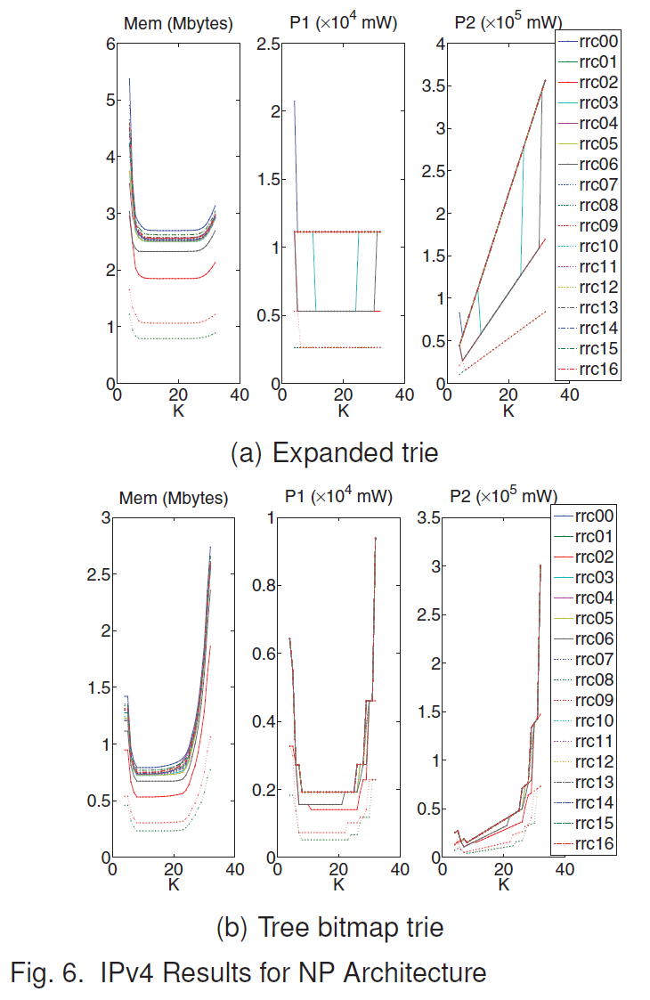 Mem (Mbytes)
P1 (×10⁴ mW)
P2 (×10⁵ mW)
6
5
4
3
2
1
0
0
20
40
K
2.5
2
1.5
1
0.5
0
0
20
40
K
4
3.5
3
2.5
2
1.5
1
0.5
0
0
20
40
K
rrc00
rrc01
rrc02
rrc03
rrc04
rrc05
rrc06
rrc07
rrc08
rrc09
rrc10
rrc11
rrc12
rrc13
rrc14
rrc15
rrc16
(a) Expanded trie
Mem (Mbytes)
P1 (×10⁴ mW)
P2 (×10⁵ mW)
3
2.5
2
1.5
1
0.5
0
0
20
40
K
1
0.8
0.6
0.4
0.2
0
0
20
40
K
3.5
3
2.5
2
1.5
1
0.5
0
0
20
40
K
rrc00
rrc01
rrc02
rrc03
rrc04
rrc05
rrc06
rrc07
rrc08
rrc09
rrc10
rrc11
rrc12
rrc13
rrc14
rrc15
rrc16
(b) Tree bitmap trie
Fig. 6. IPv4 Results for NP Architecture